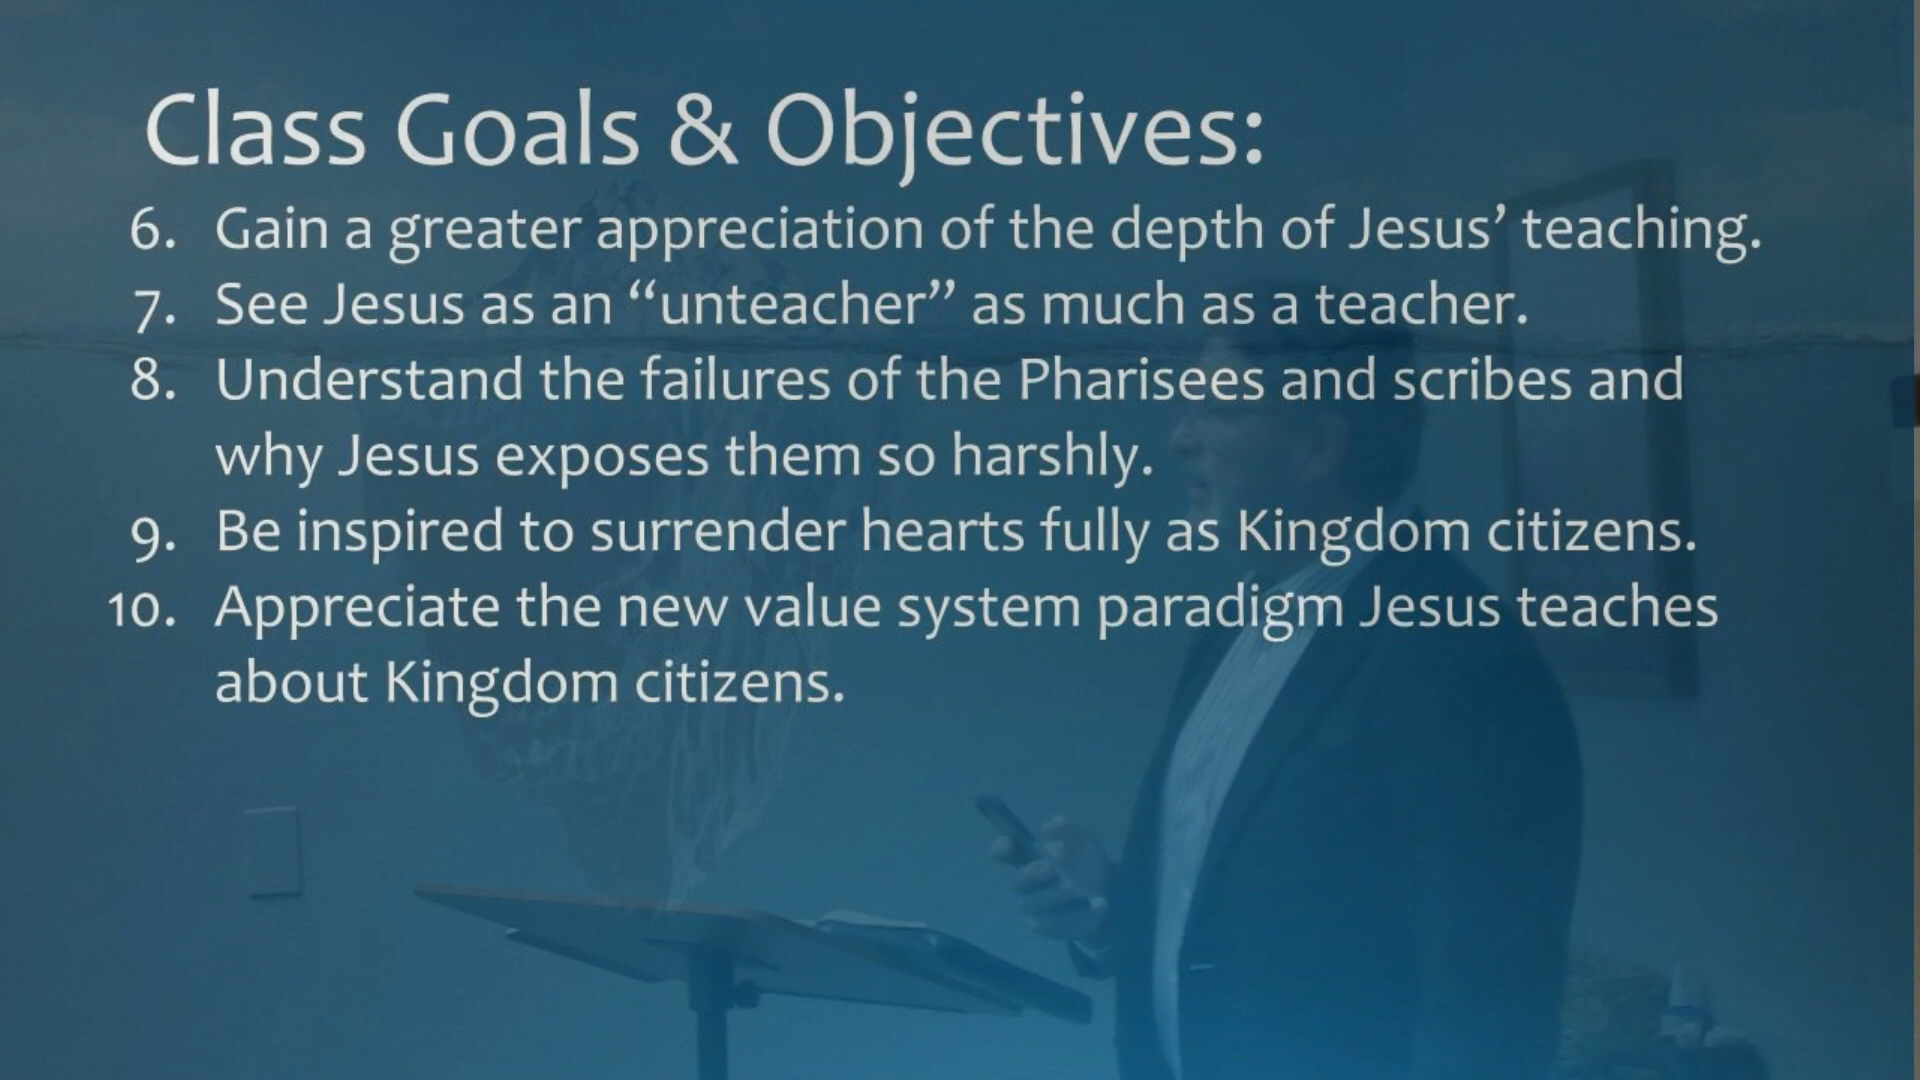 Class Goals & Objectives:
6. Gain a greater appreciation of the depth of Jesus’ teaching.
7. See Jesus as an “unteacher” as much as a teacher.
8. Understand the failures of the Pharisees and scribes and
why Jesus exposes them so harshly.
9. Be inspired to surrender hearts fully as Kingdom citizens.
10. Appreciate the new value system paradigm Jesus teaches
about Kingdom citizens.